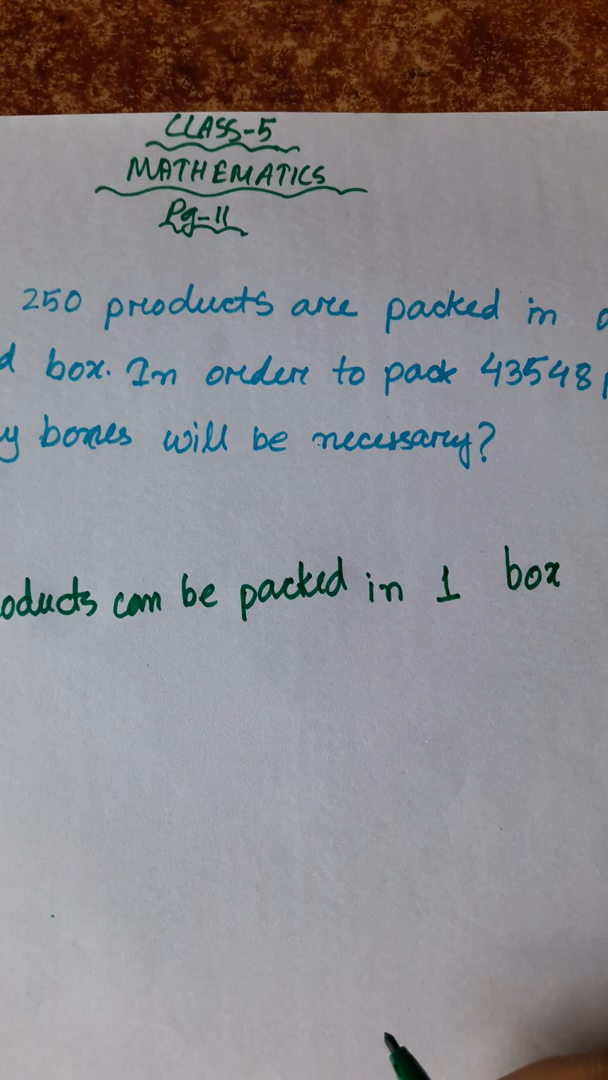 CLASS-5
MATHEMATICS
Pg-11
250 products are packed in
box. In order to pack 43548
boxes will be necessary?
can be packed in 1 box